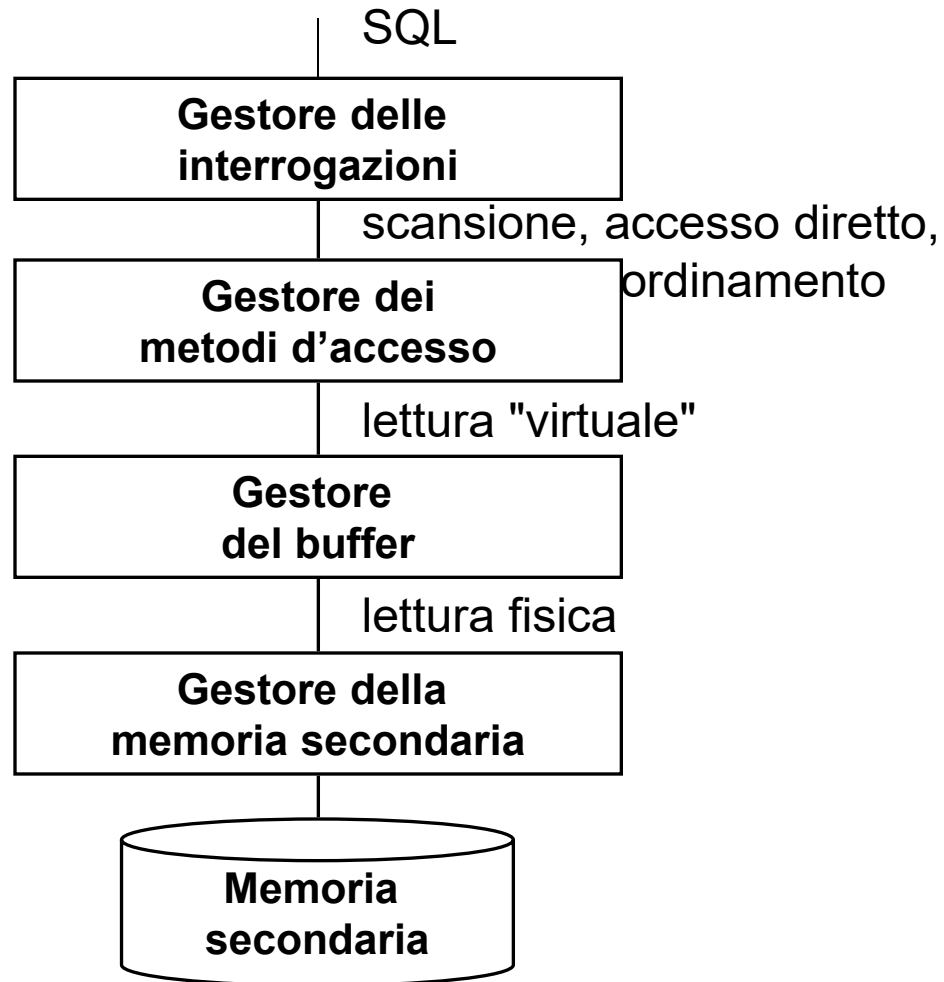 SQL
Gestore delle
interrogazioni
scansione, accesso diretto,
ordinamento
Gestore dei
metodi d’accesso
lettura "virtuale"
Gestore
del buffer
lettura fisica
Gestore della
memoria secondaria
Memoria
secondaria